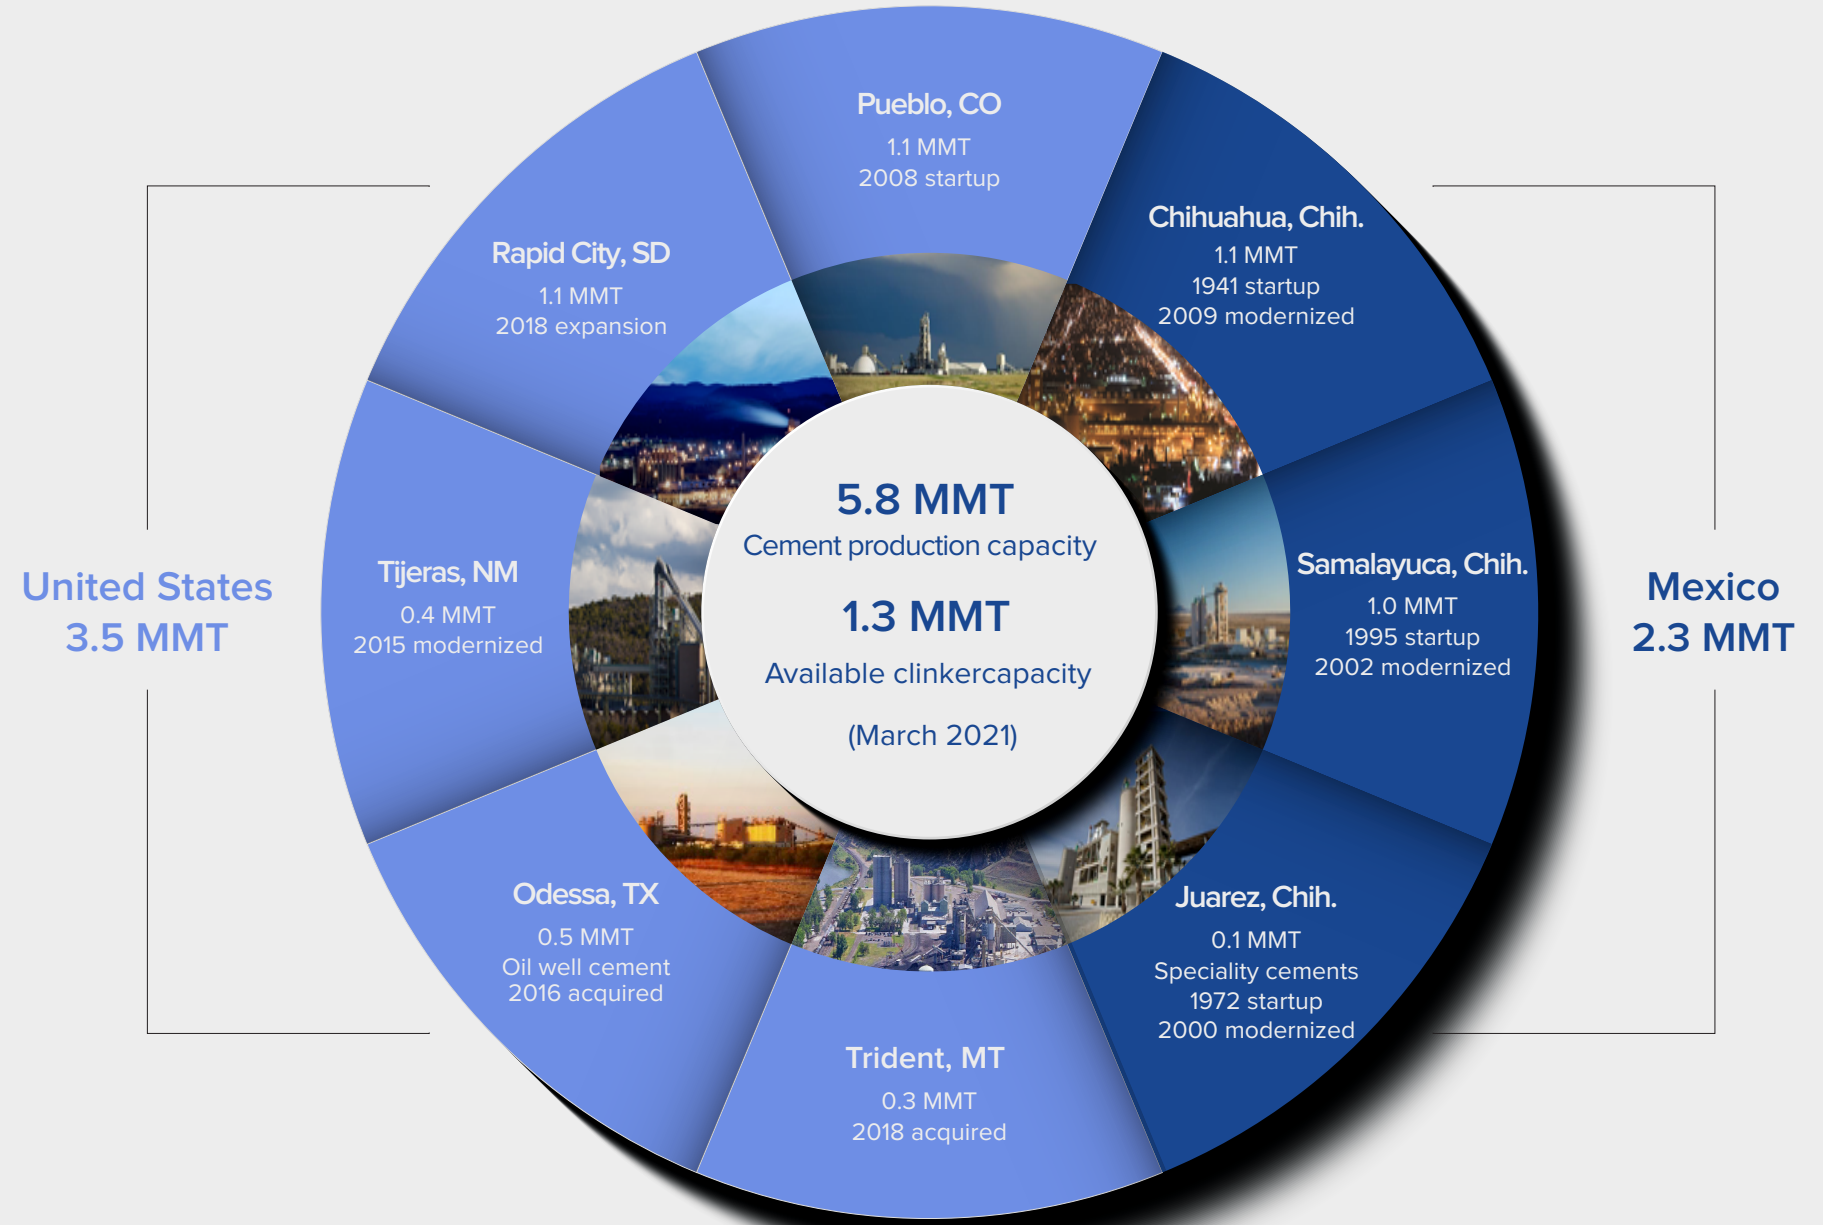 Pueblo, CO
1.1 MMT
2008 startup
Chihuahua, Chih.
1.1 MMT
1941 startup
2009 modernized
Rapid City, SD
1.1 MMT
2018 expansion
5.8 MMT
Cement production capacity
1.3 MMT
Available clinkercapacity
(March 2021)
Samalayuca, Chih.
1.0 MMT
1995 startup
2002 modernized
Tijeras, NM
0.4 MMT
2015 modernized
United States
3.5 MMT
Mexico
2.3 MMT
Odessa, TX
0.5 MMT
Oil well cement
2016 acquired
Juarez, Chih.
0.1 MMT
Speciality cements
1972 startup
2000 modernized
Trident, MT
0.3 MMT
2018 acquired